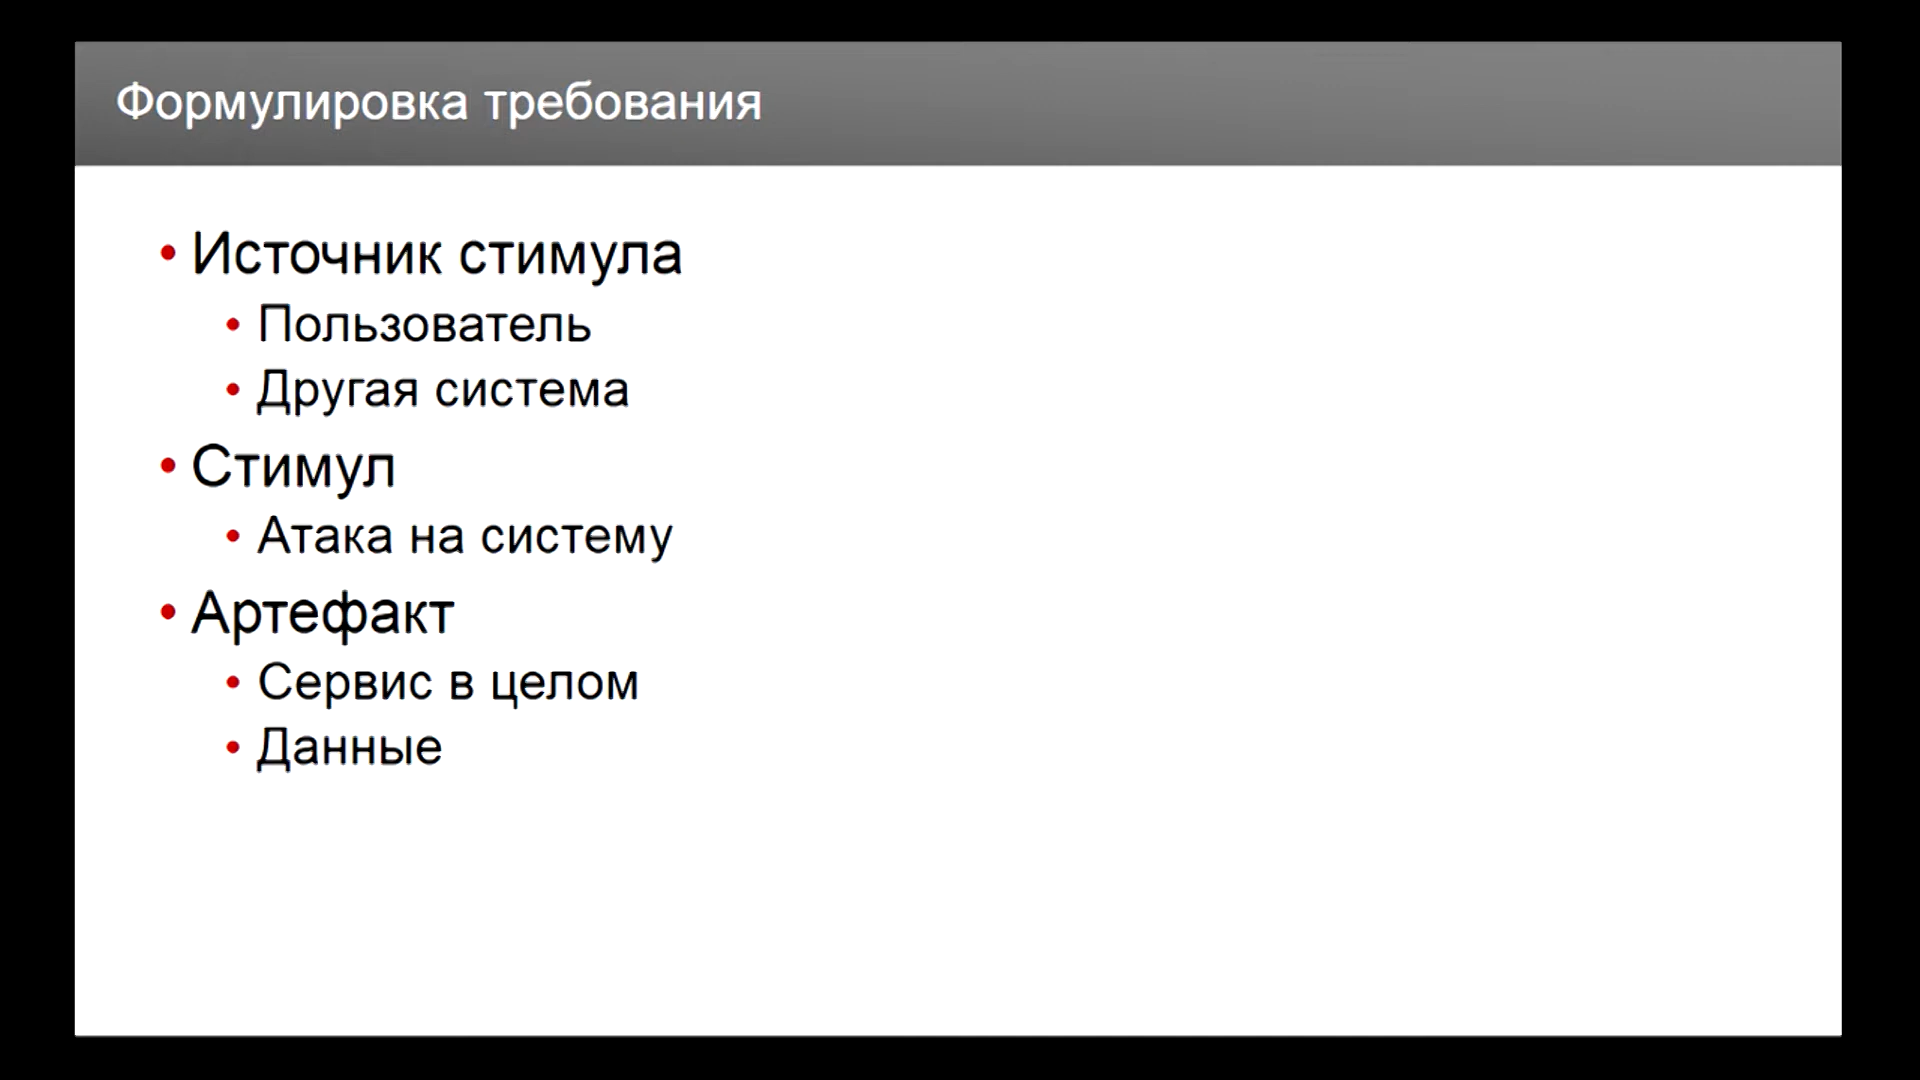 Формулировка требования
• Источник стимула
• Пользователь
• Другая система
• Стимул
• Атака на систему
• Артефакт
• Сервис в целом
• Данные